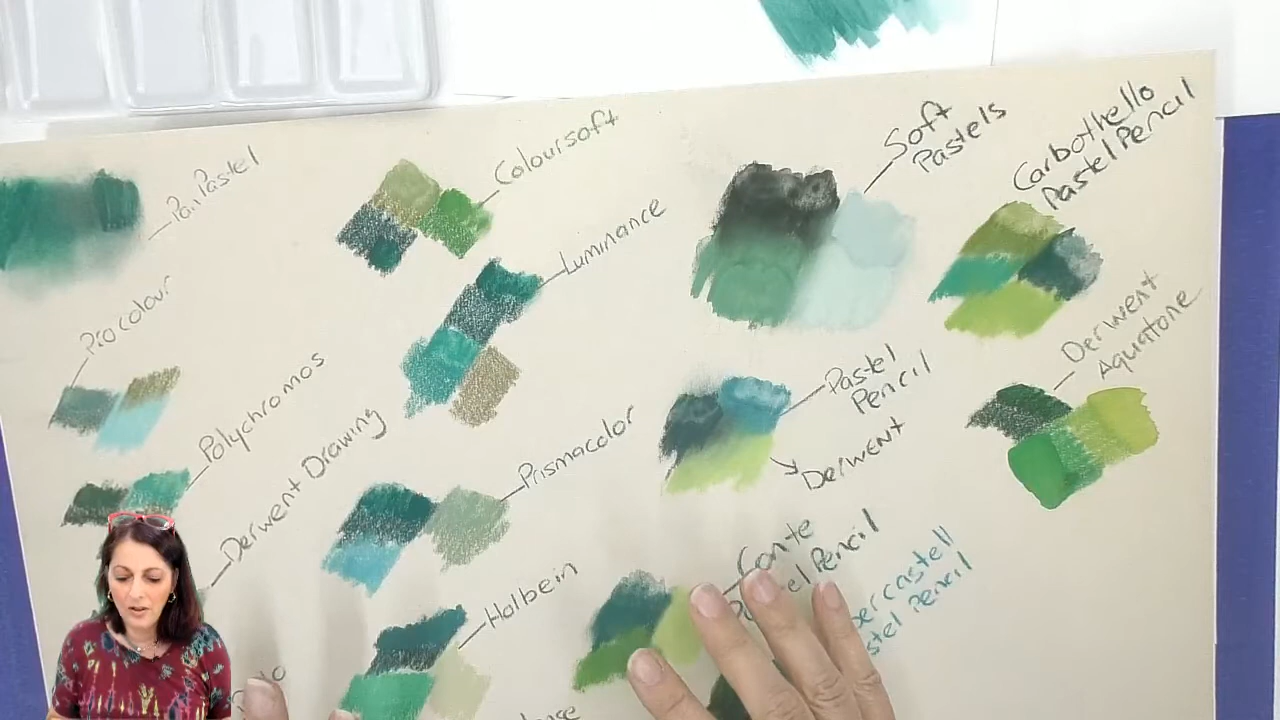 Pan Pastel
Coloursoft
Soft
Pastels
Carbothello
Pastel Pencil
Luminance
Procolour
Polychromos
Derwent Drawing
Pastel
Pencil
Derwent
Derwent
Aquatone
Prismacolor
Holbein
Conte
Pencil